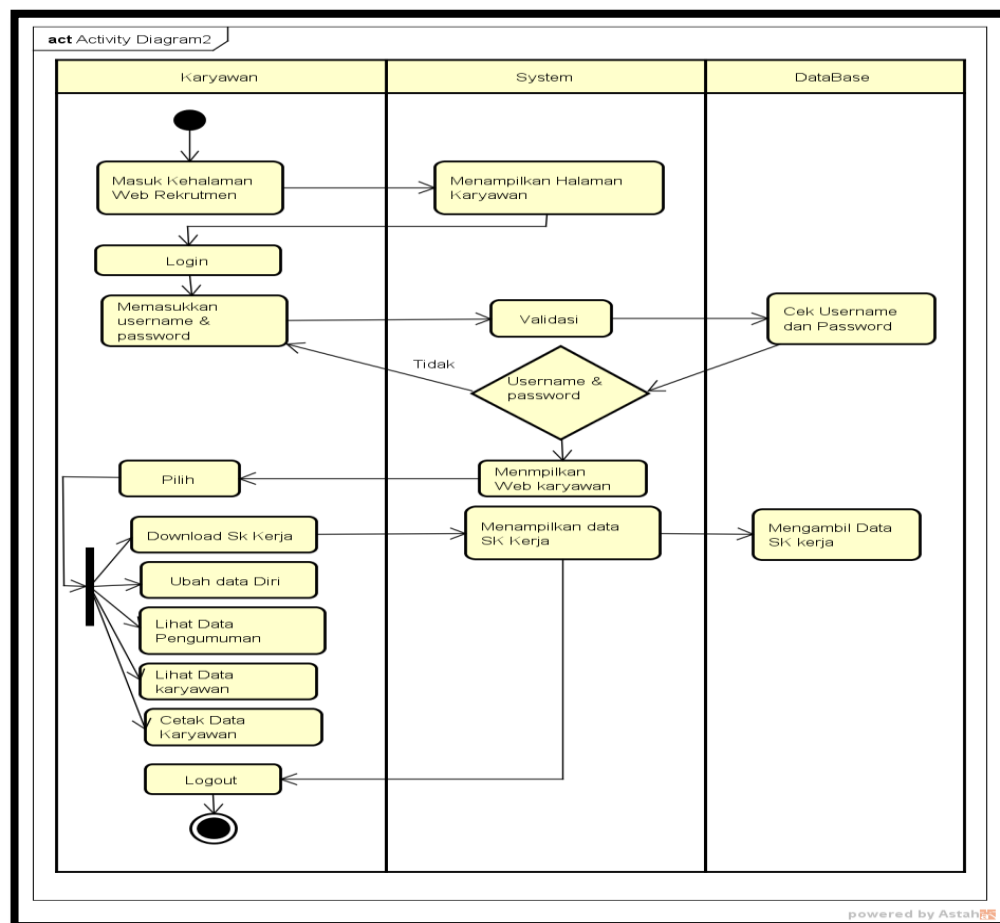 act Activity Diagram2
Karyawan
System
DataBase
Masuk Kehalaman
Web Rekrutmen
Menampilkan Halaman
Karyawan
Login
Memasukkan
username &
password
Validasi
Cek Username
dan Password
Tidak
Username &
password
Menmpilkan
Web karyawan
Pilih
Download Sk Kerja
Menampilkan data
SK Kerja
Mengambil Data
SK kerja
Ubah data Diri
Lihat Data
Pengumuman
Lihat Data
karyawan
Cetak Data
Karyawan
Logout
powered by Astah